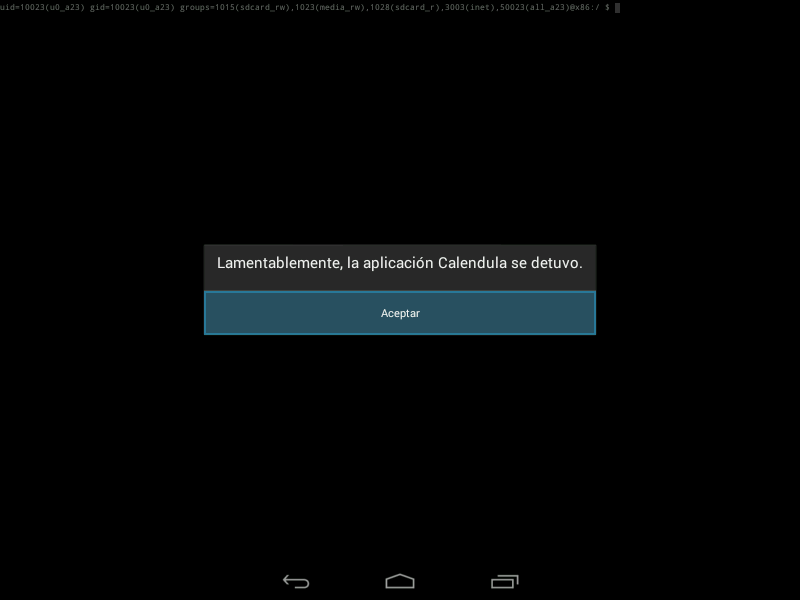 uid=10023(u0_a23) gid=10023(u0_a23) groups=1015(sdcard_rw),1023(media_rw),1028(sdcard_r),3003(inet),50023(all_a23)@x86:/ $
Lamentablemente, la aplicación Calendula se detuvo.
Aceptar